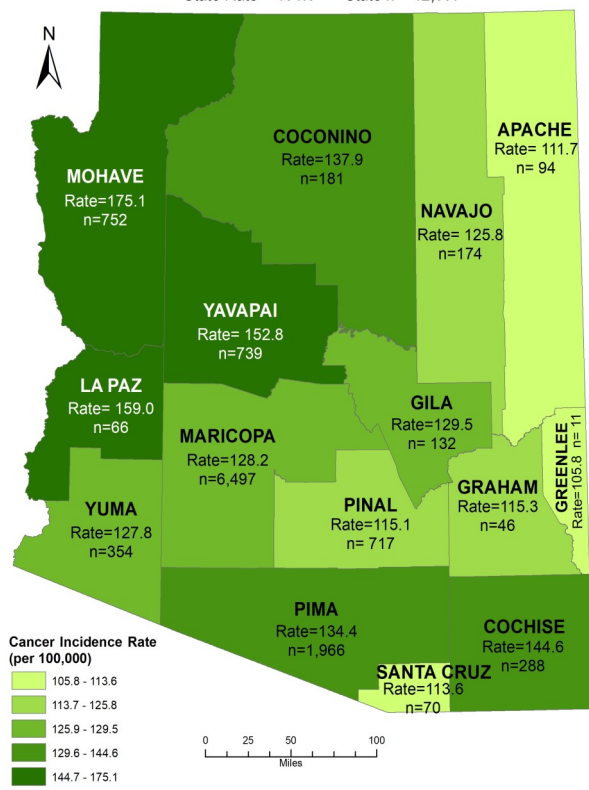 N
COCONINO
Rate=137.9
n=181
APACHE
Rate= 111.7
n= 94
MOHAVE
Rate=175.1
n=752
NAVAJO
Rate= 125.8
n=174
YAVAPAI
Rate= 152.8
n=739
LA PAZ
Rate= 159.0
n=66
GILA
Rate=129.5
n= 132
MARICOPA
Rate=128.2
n=6,497
GREENLEE
Rate=105.8 n= 11
GRAHAM
Rate=115.3
n=46
PINAL
Rate=115.1
n= 717
YUMA
Rate=127.8
n=354
PIMA
Rate=134.4
n=1,966
COCHISE
Rate=144.6
n=288
SANTA CRUZ
Rate=113.6
n=70
Cancer Incidence Rate
(per 100,000)
105.8 - 113.6
113.7 - 125.8
125.9 - 129.5
129.6 - 144.6
144.7 - 175.1
0 25 50 100
Miles